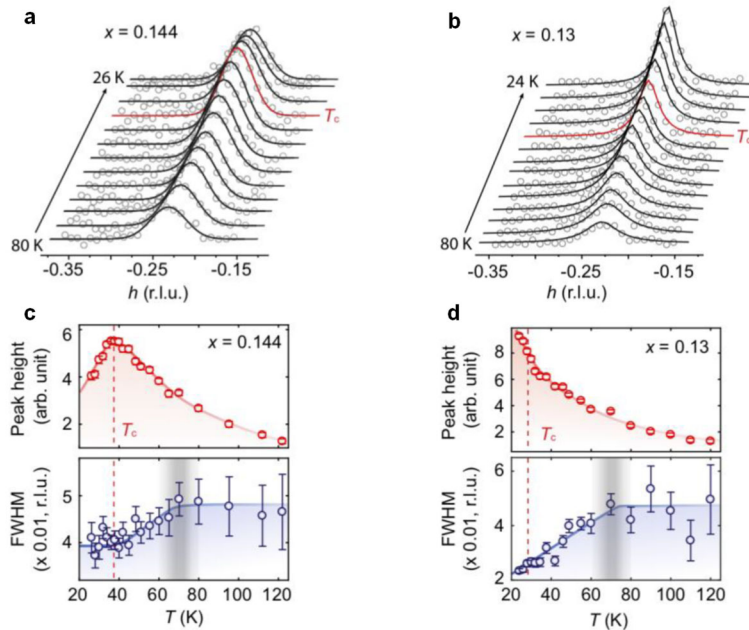 a
x = 0.144
26 K
Tc
80 K
-0.35 -0.25 -0.15
h (r.l.u.)
b
x = 0.13
24 K
Tc
80 K
-0.35 -0.25 -0.15
h (r.l.u.)
c
x = 0.144
Peak height
(arb. unit)
6
4
2
Tc
FWHM
(x 0.01, r.l.u.)
5
4
20 40 60 80 100 120
T (K)
d
x = 0.13
Peak height
(arb. unit)
8
6
4
2
Tc
FWHM
(x 0.01, r.l.u.)
6
4
2
20 40 60 80 100 120
T (K)